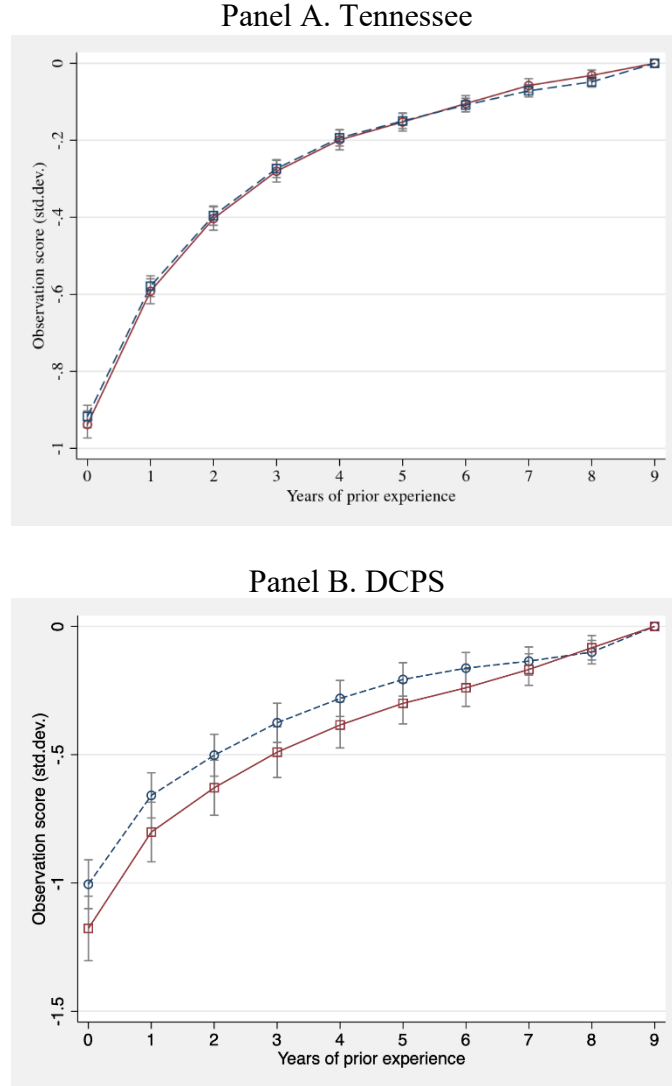 Panel A. Tennessee
0
-.2
-.4
-.6
-.8
-1
Observation score (std.dev.)
0 1 2 3 4 5 6 7 8 9
Years of prior experience
Panel B. DCPS
0
-.5
-1
-1.5
Observation score (std.dev.)
0 1 2 3 4 5 6 7 8 9
Years of prior experience